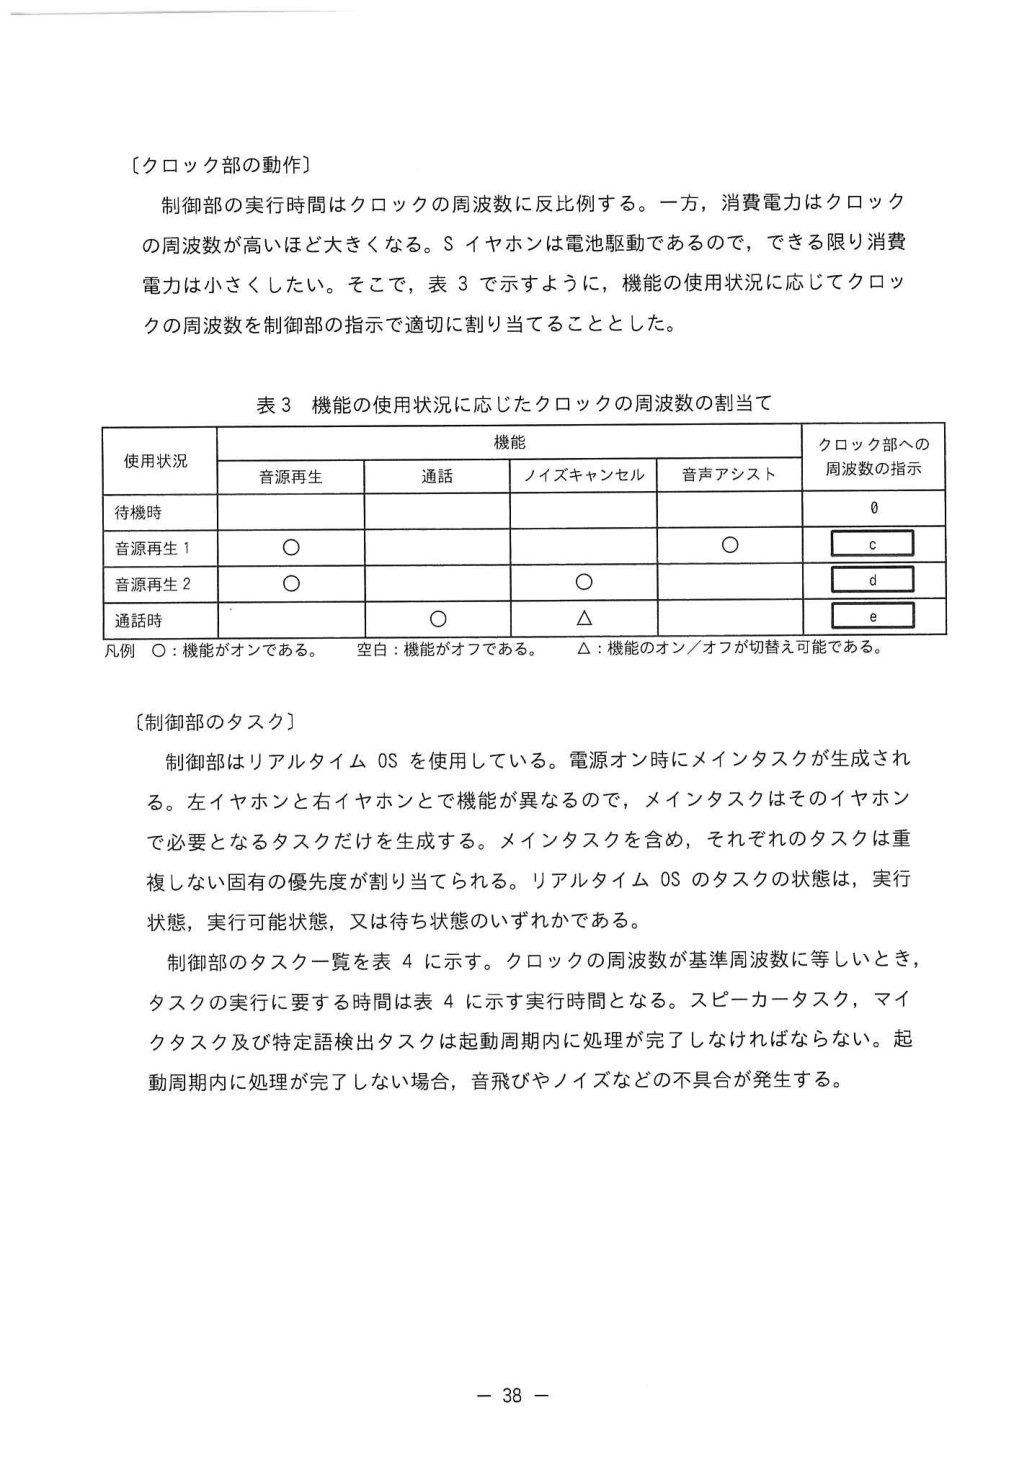 〔クロック部の動作〕
制御部の実行時間はクロックの周波数に反比例する。一方，消費電力はクロック
の周波数が高いほど大きくなる。S イヤホンは電池駆動であるので，できる限り消費
電力は小さくしたい。そこで，表 3 で示すように，機能の使用状況に応じてクロッ
クの周波数を制御部の指示で適切に割り当てることとした。
表 3　機能の使用状況に応じたクロックの周波数の割当て
使用状況　機能　クロック部への周波数の指示
音源再生　通話　ノイズキャンセル　音声アシスト
待機時　0
音源再生 1　○　○　c
音源再生 2　○　○　d
通話時　○　△　e
凡例　○：機能がオンである。　空白：機能がオフである。　△：機能のオン／オフが切替え可能である。
〔制御部のタスク〕
制御部はリアルタイム OS を使用している。電源オン時にメインタスクが生成され
る。左イヤホンと右イヤホンとで機能が異なるので，メインタスクはそのイヤホン
で必要となるタスクだけを生成する。メインタスクを含め，それぞれのタスクは重
複しない固有の優先度が割り当てられる。リアルタイム OS のタスクの状態は，実行
状態，実行可能状態，又は待ち状態のいずれかである。
制御部のタスク一覧を表 4 に示す。クロックの周波数が基準周波数に等しいとき，
タスクの実行に要する時間は表 4 に示す実行時間となる。スピーカータスク，マイ
クタスク及び特定語検出タスクは起動周期内に処理が完了しなければならない。起
動周期内に処理が完了しない場合，音飛びやノイズなどの不具合が発生する。
－ 38 －